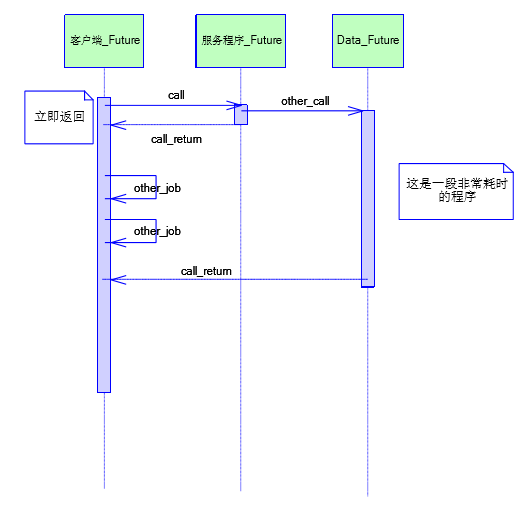 客户端_Future
服务程序_Future
Data_Future
call
other_call
立即返回
call_return
这是一段非常耗时
的程序
other_job
other_job
call_return